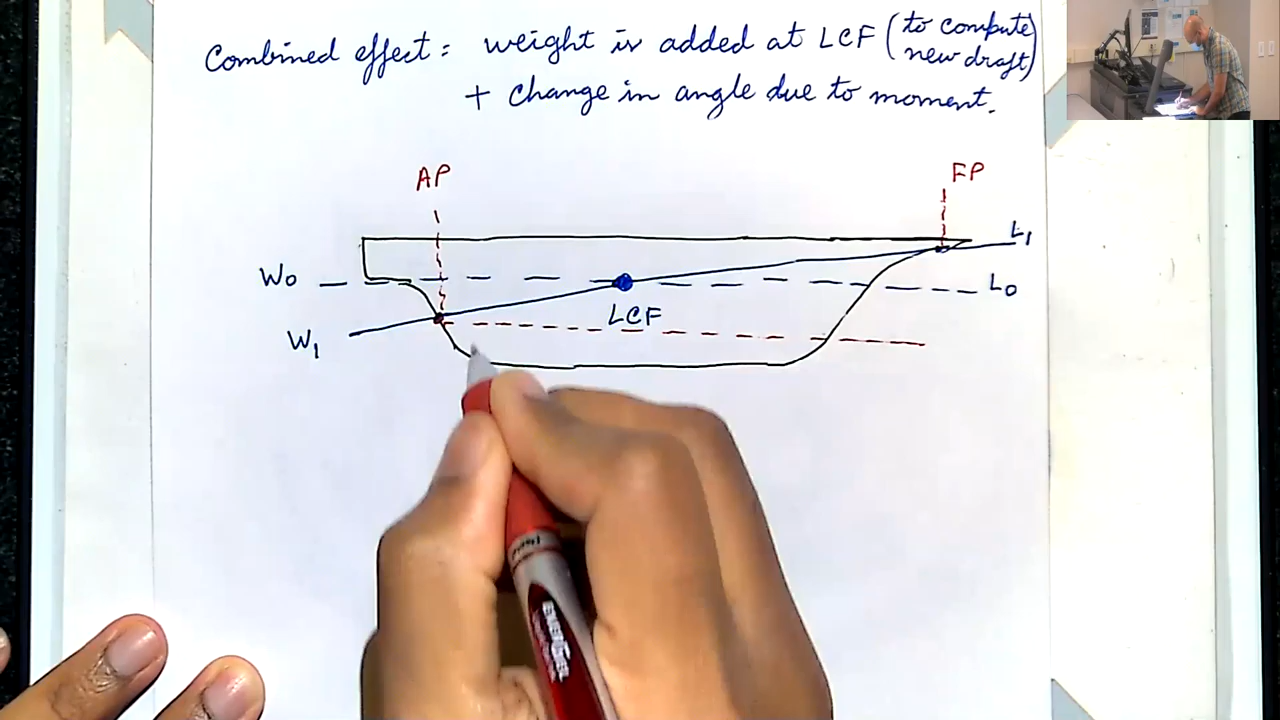 Combined effect = weight is added at LCF (to compute new draft)
+ change in angle due to moment.
AP
FP
L1
W0
L0
LCF
W1